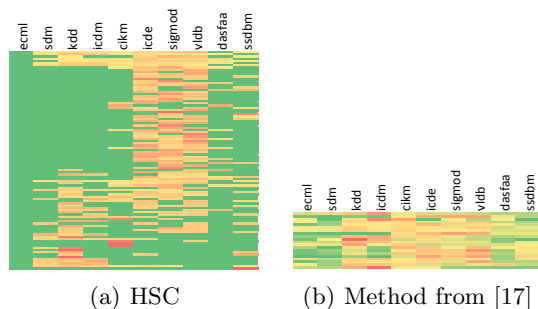 ecml sdm kdd icdm cikm icde sigmod vldb dasfaa ssdbm
ecml sdm kdd icdm cikm icde sigmod vldb dasfaa ssdbm
(a) HSC
(b) Method from [17]